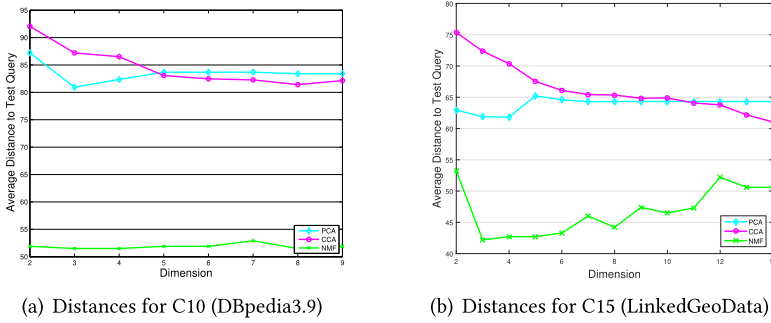 95
90
85
80
75
70
65
60
55
50
Average Distance to Test Query
2 3 4 5 6 7 8 9
Dimension
PCA
CCA
NMF
(a) Distances for C10 (DBpedia3.9)
80
75
70
65
60
55
50
45
40
Average Distance to Test Query
2 4 6 8 10 12
Dimension
PCA
CCA
NMF
(b) Distances for C15 (LinkedGeoData)